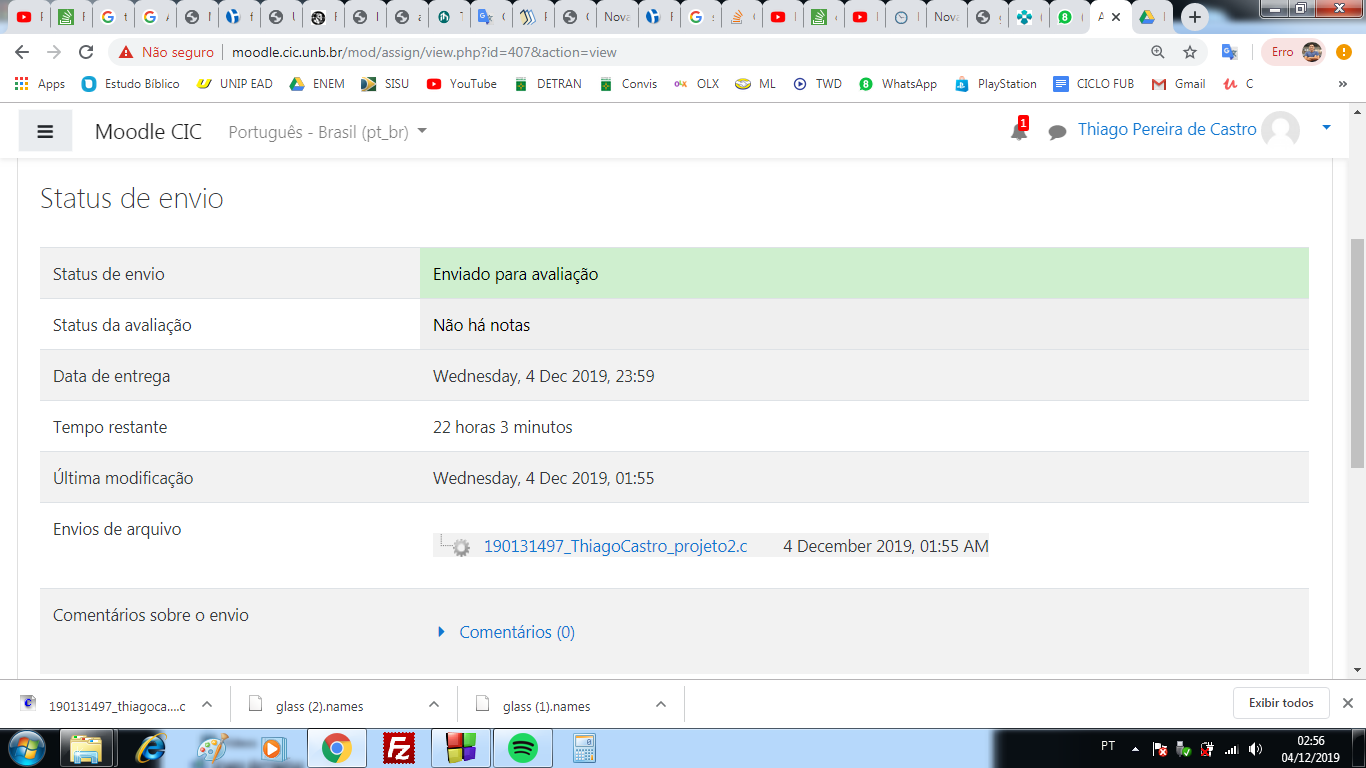 Nova
Nova
Não seguro | moodle.cic.unb.br/mod/assign/view.php?id=407&action=view
Erro
Apps Estudo Bíblico UNIP EAD ENEM SISU YouTube DETRAN Convis OLX ML TWD WhatsApp PlayStation CICLO FUB Gmail C »
Moodle CIC Português - Brasil (pt_br) 1 Thiago Pereira de Castro
Status de envio
Status de envio Enviado para avaliação
Status da avaliação Não há notas
Data de entrega Wednesday, 4 Dec 2019, 23:59
Tempo restante 22 horas 3 minutos
Última modificação Wednesday, 4 Dec 2019, 01:55
Envios de arquivo
190131497_ThiagoCastro_projeto2.c 4 December 2019, 01:55 AM
Comentários sobre o envio
Comentários (0)
190131497_thiagoca....c glass (2).names glass (1).names Exibir todos
PT 02:56
04/12/2019